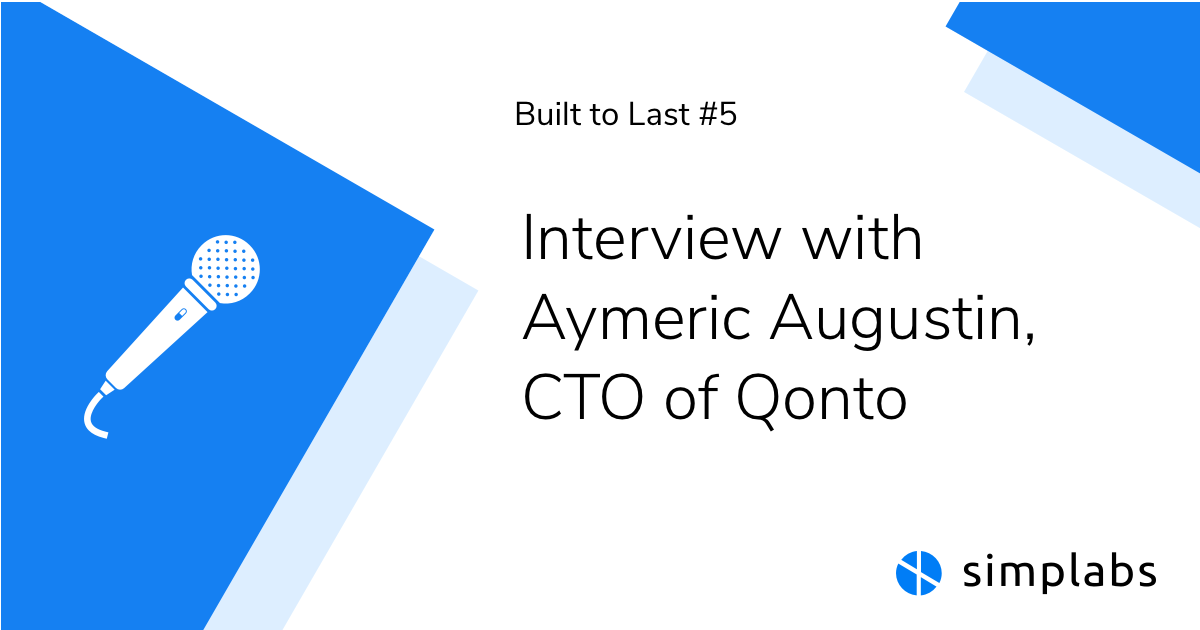 Built to Last #5
Interview with
Aymeric Augustin,
CTO of Qonto
simplabs